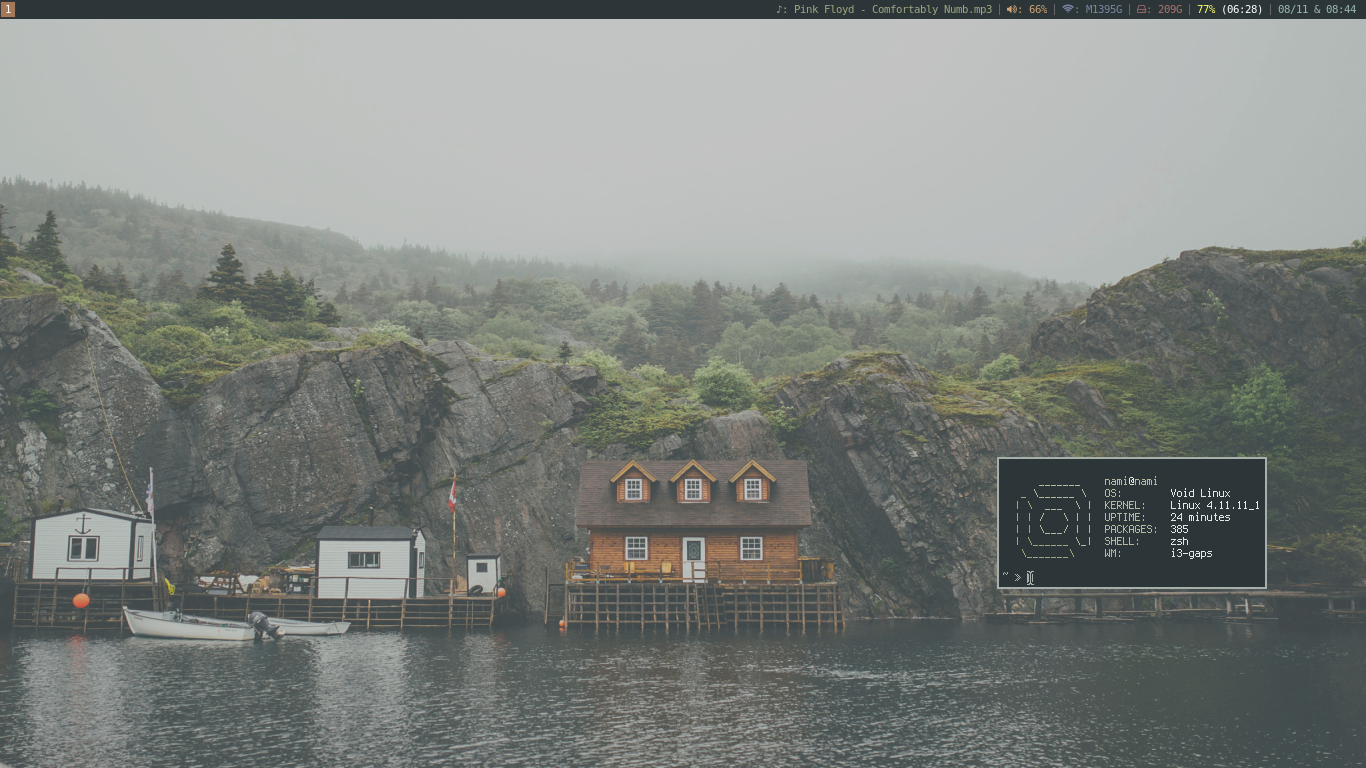 1
♪: Pink Floyd - Comfortably Numb.mp3 | : 66% | : M1395G | : 209G | 77% (06:28) | 08/11 & 08:44
nami@nami
OS: Void Linux
KERNEL: Linux 4.11.11_1
UPTIME: 24 minutes
PACKAGES: 385
SHELL: zsh
WM: i3-gaps
~ >